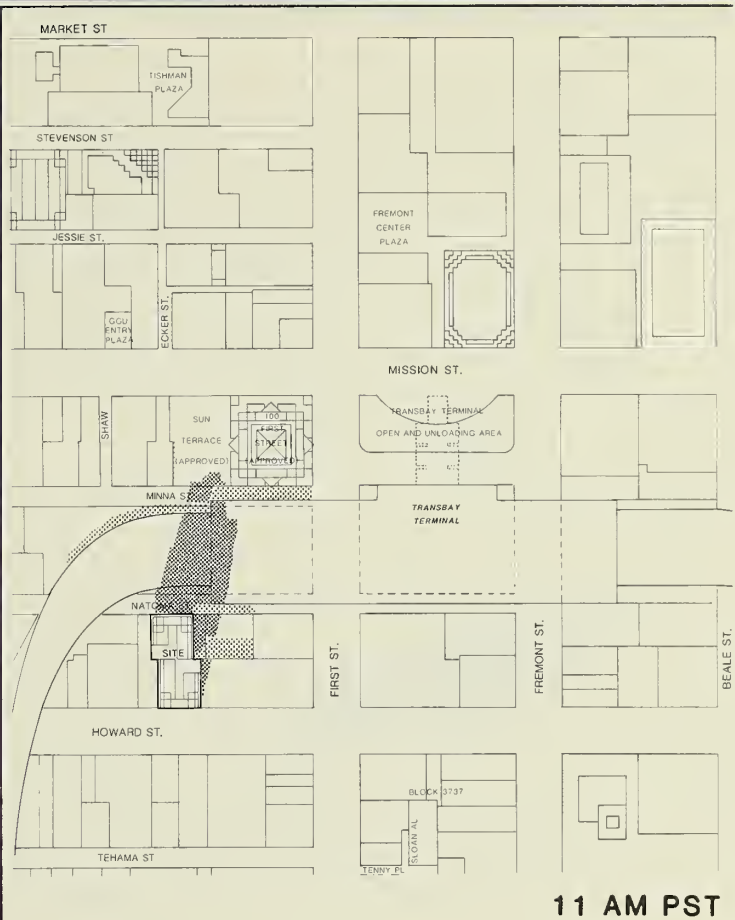 MARKET ST
TISHMAN
PLAZA
STEVENSON ST
FREMONT
CENTER
PLAZA
JESSIE ST.
ECKER ST.
GGU
ENTRY
PLAZA
MISSION ST.
SHAW
SUN
TERRACE
(APPROVED)
100
FIRST
STREET
(APPROVED)
TRANSBAY TERMINAL
OPEN AND UNLOADING AREA
MINNA ST
TRANSBAY
TERMINAL
NATOMA
SITE
FIRST ST.
FREMONT ST.
BEALE ST.
HOWARD ST.
BLOCK 3737
SLOAN AL
TEHAMA ST
TENNY PL
11 AM PST